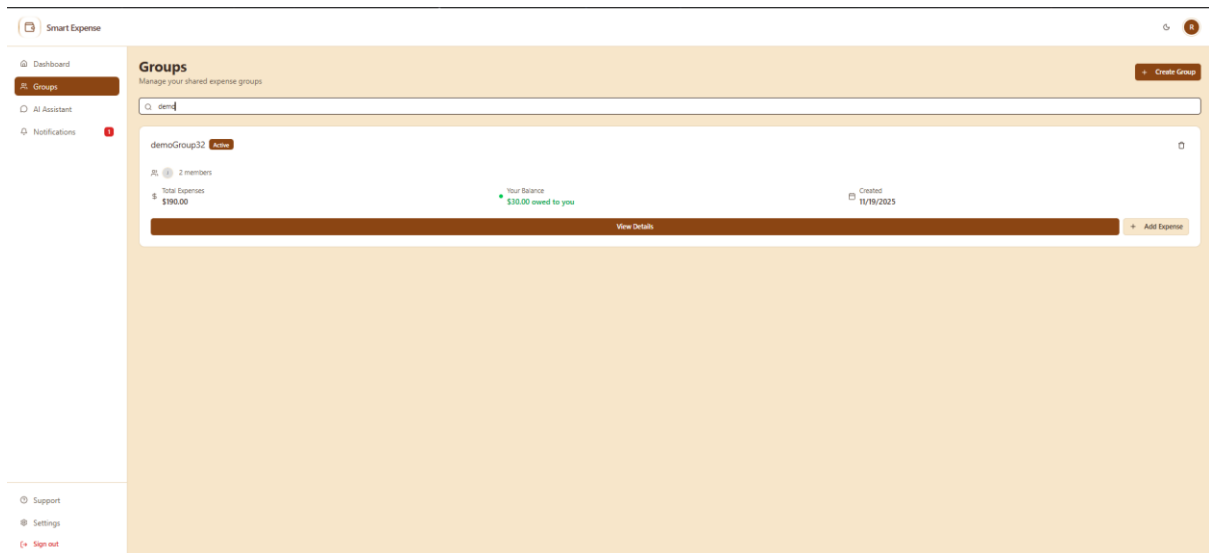 Smart Expense
R
Dashboard
Groups
AI Assistant
Notifications 1
Support
Settings
Sign out
Groups
Manage your shared expense groups
+ Create Group
demo
demoGroup32 Active
2 members
Total Expenses
$190.00
Your Balance
$30.00 owed to you
Created
11/19/2025
View Details
+ Add Expense